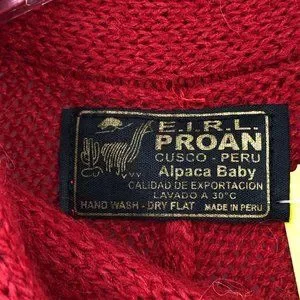 E.I.R.L.
PROAN
CUSCO - PERU
Alpaca Baby
CALIDAD DE EXPORTACION
LAVADO A 30°C
HAND WASH - DRY FLAT MADE IN PERU